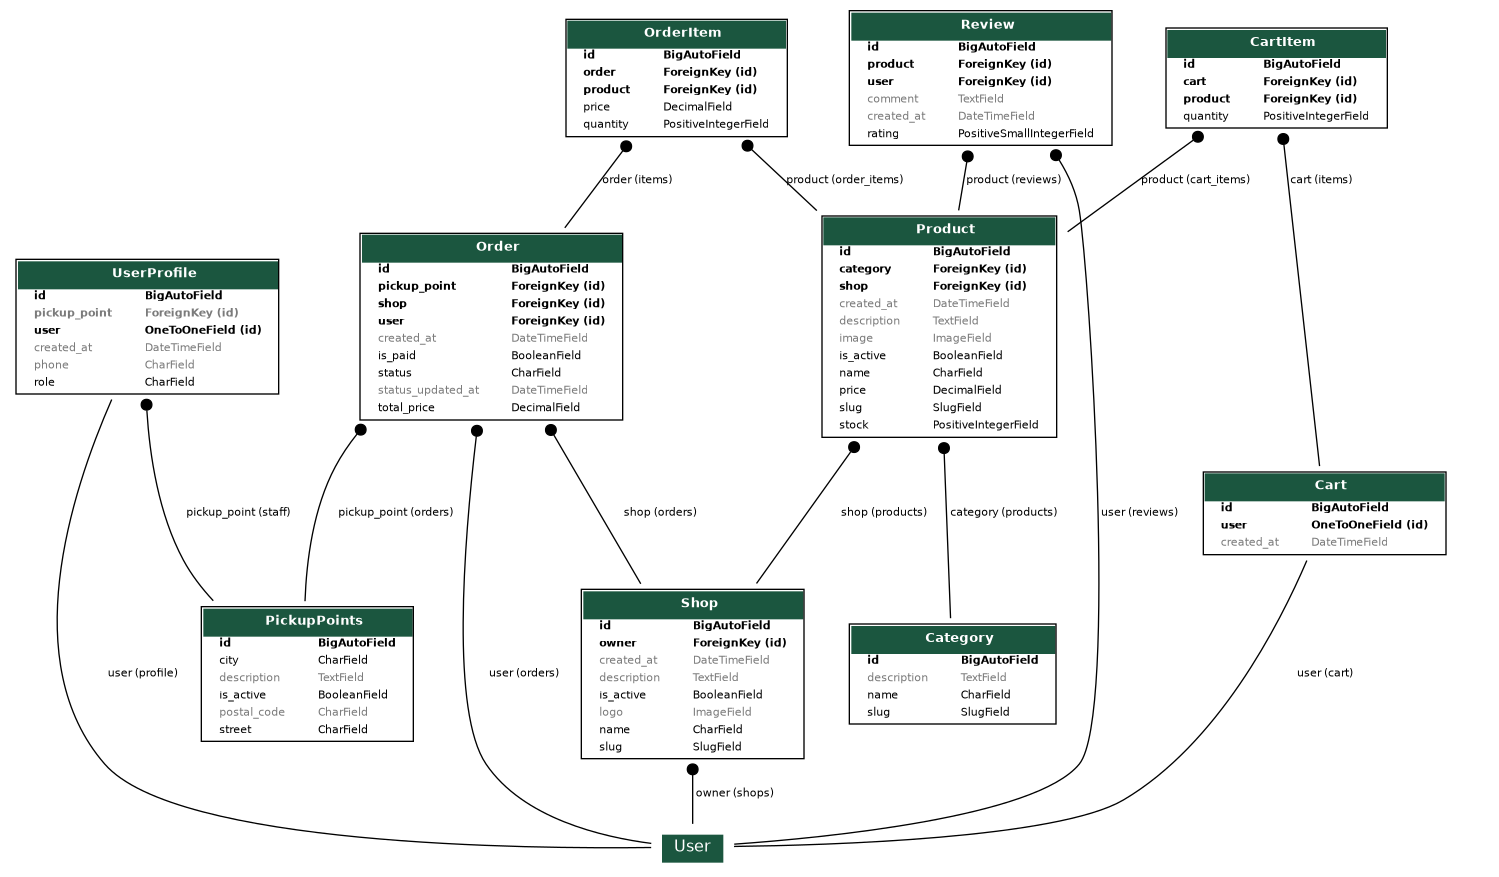 OrderItem
id BigAutoField
order ForeignKey (id)
product ForeignKey (id)
price DecimalField
quantity PositiveIntegerField
Review
id BigAutoField
product ForeignKey (id)
user ForeignKey (id)
comment TextField
created_at DateTimeField
rating PositiveSmallIntegerField
CartItem
id BigAutoField
cart ForeignKey (id)
product ForeignKey (id)
quantity PositiveIntegerField
order (items)
product (order_items)
product (reviews)
product (cart_items)
cart (items)
UserProfile
id BigAutoField
pickup_point ForeignKey (id)
user OneToOneField (id)
created_at DateTimeField
phone CharField
role CharField
Order
id BigAutoField
pickup_point ForeignKey (id)
shop ForeignKey (id)
user ForeignKey (id)
created_at DateTimeField
is_paid BooleanField
status CharField
status_updated_at DateTimeField
total_price DecimalField
Product
id BigAutoField
category ForeignKey (id)
shop ForeignKey (id)
created_at DateTimeField
description TextField
image ImageField
is_active BooleanField
name CharField
price DecimalField
slug SlugField
stock PositiveIntegerField
Cart
id BigAutoField
user OneToOneField (id)
created_at DateTimeField
pickup_point (staff)
pickup_point (orders)
shop (orders)
shop (products)
category (products)
user (reviews)
PickupPoints
id BigAutoField
city CharField
description TextField
is_active BooleanField
postal_code CharField
street CharField
Shop
id BigAutoField
owner ForeignKey (id)
created_at DateTimeField
description TextField
is_active BooleanField
logo ImageField
name CharField
slug SlugField
Category
id BigAutoField
description TextField
name CharField
slug SlugField
user (profile)
user (orders)
user (cart)
owner (shops)
User